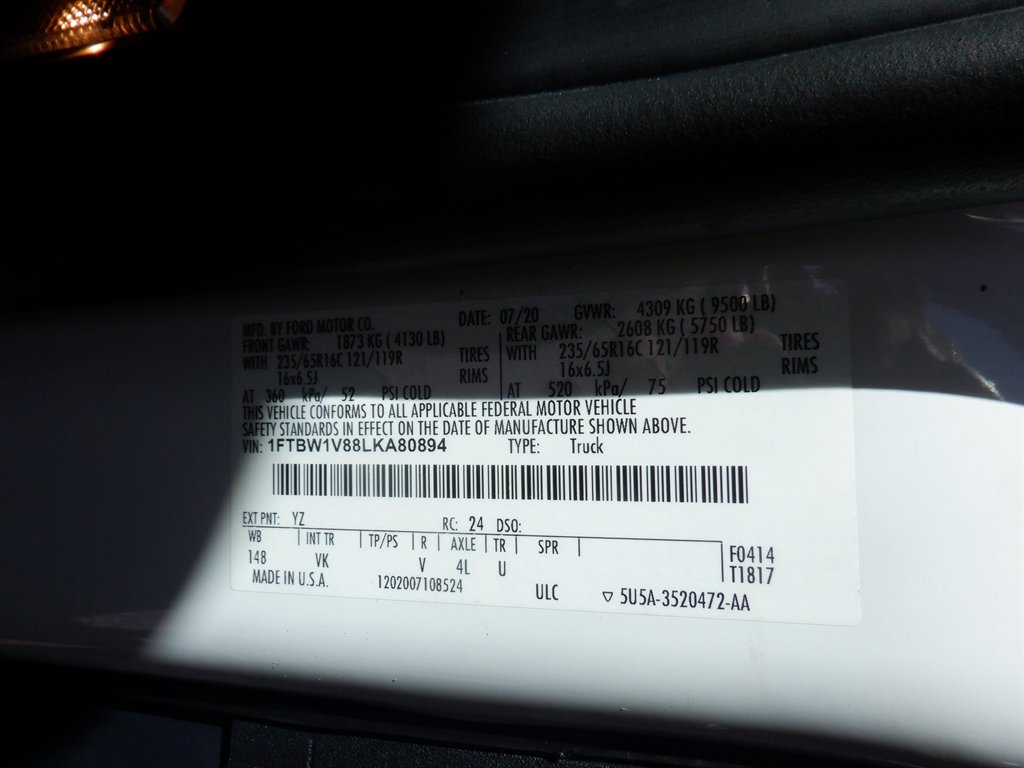 MFD. BY FORD MOTOR CO. DATE: 07/20 GVWR: 4309 KG ( 9500 LB)
FRONT GAWR: 1873 KG ( 4130 LB) REAR GAWR: 2608 KG ( 5750 LB)
WITH 235/65R16C 121/119R TIRES WITH 235/65R16C 121/119R TIRES
16x6.5J RIMS 16x6.5J RIMS
AT 360 kPa/ 52 PSI COLD AT 520 kPa/ 75 PSI COLD
THIS VEHICLE CONFORMS TO ALL APPLICABLE FEDERAL MOTOR VEHICLE
SAFETY STANDARDS IN EFFECT ON THE DATE OF MANUFACTURE SHOWN ABOVE.
VIN: 1FTBW1V88LKA80894 TYPE: Truck
EXT PNT: YZ RC: 24 DSO:
WB INT TR TP/PS R AXLE TR SPR F0414
148 VK V 4L U T1817
MADE IN U.S.A. 1202007108524 ULC ▽ 5U5A-3520472-AA